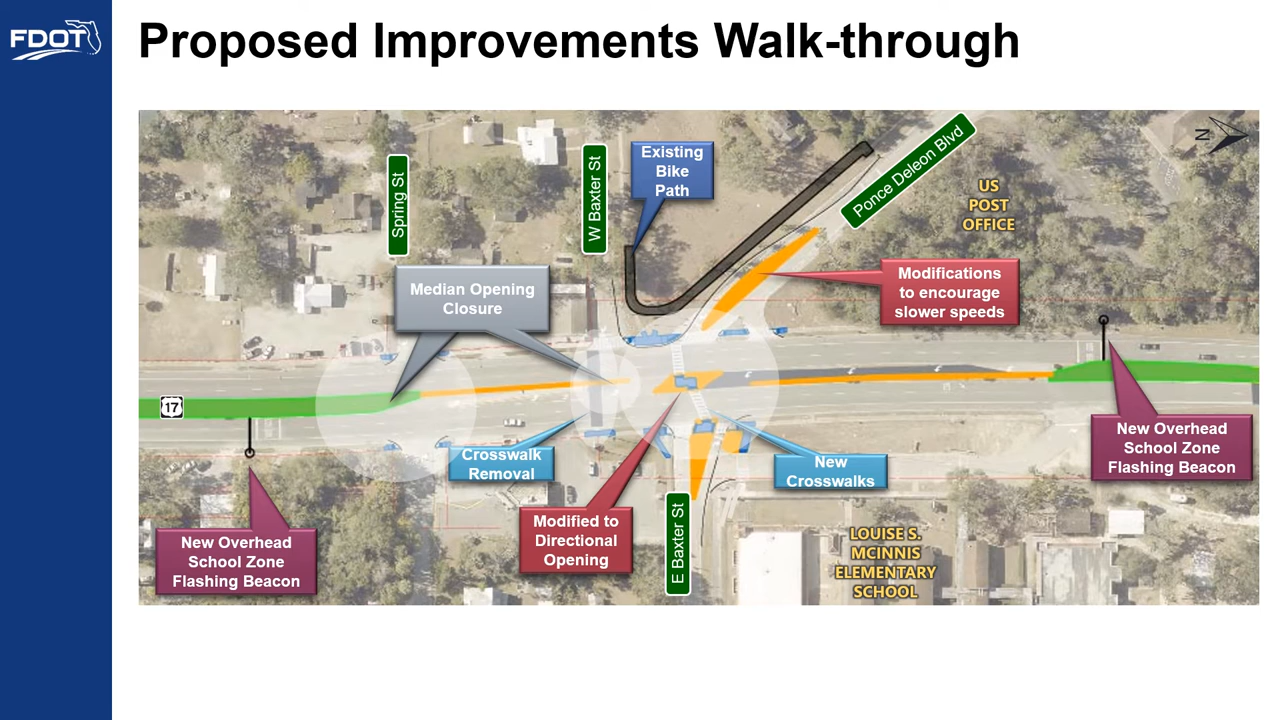 FDOT
Proposed Improvements Walk-through
Spring St
W Baxter St
Existing
Bike
Path
Ponce Deleon Blvd
N
US
POST
OFFICE
Median Opening
Closure
Modifications
to encourage
slower speeds
17
Crosswalk
Removal
New
Crosswalks
New Overhead
School Zone
Flashing Beacon
Modified to
Directional
Opening
E Baxter St
New Overhead
School Zone
Flashing Beacon
LOUISE S.
MCINNIS
ELEMENTARY
SCHOOL